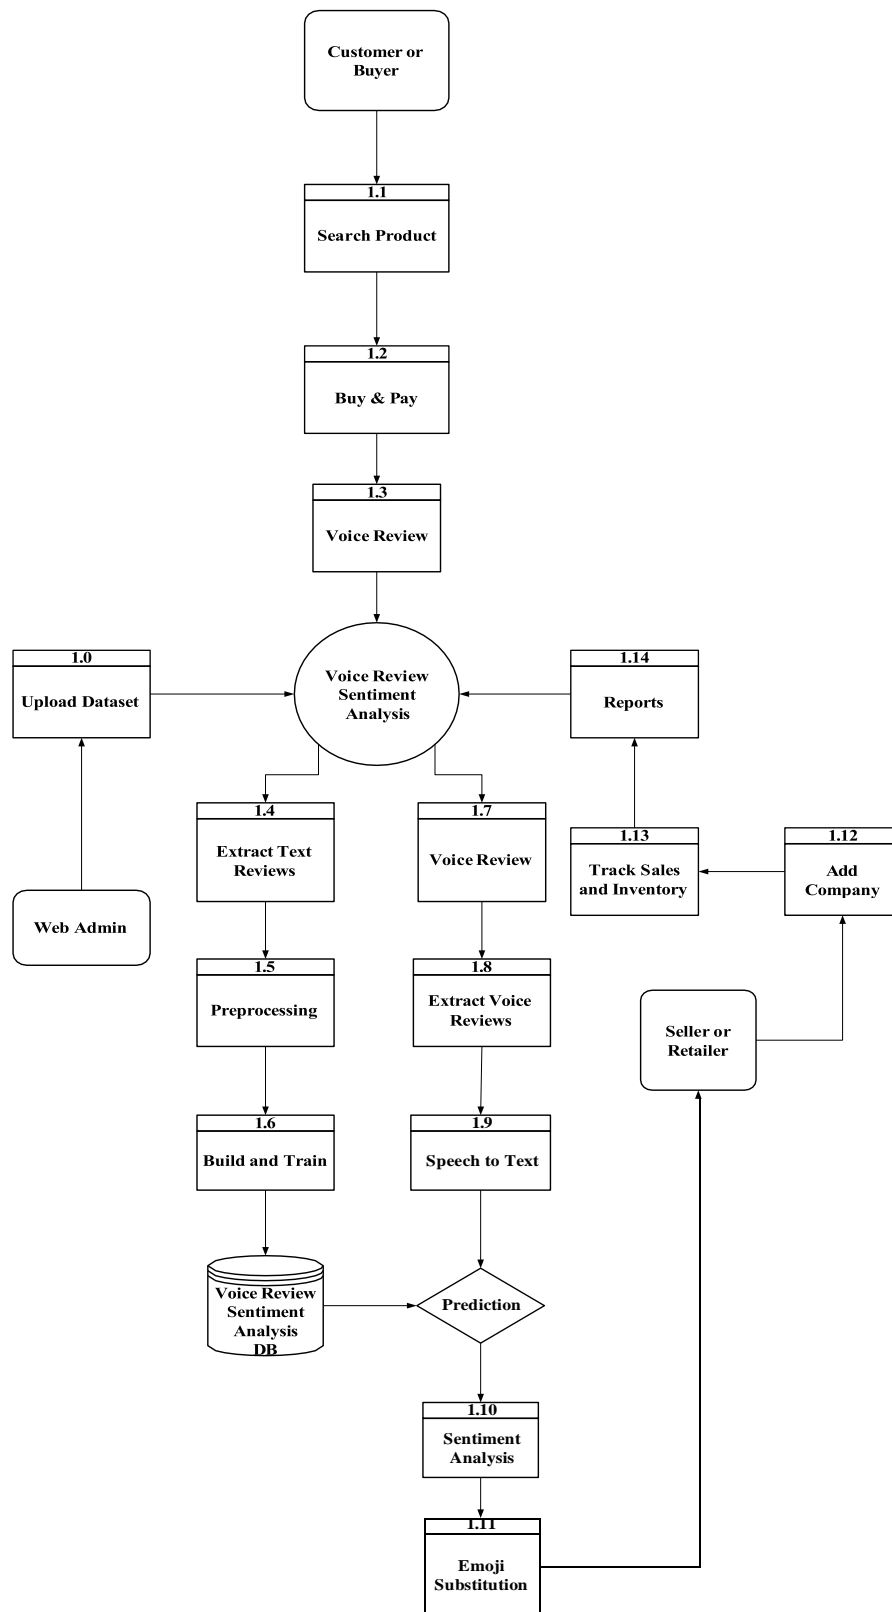 Customer or
Buyer
1.1
Search Product
1.2
Buy & Pay
1.3
Voice Review
1.0
Upload Dataset
Voice Review
Sentiment
Analysis
1.14
Reports
1.4
Extract Text
Reviews
1.7
Voice Review
1.13
Track Sales
and Inventory
1.12
Add
Company
Web Admin
1.5
Preprocessing
1.8
Extract Voice
Reviews
Seller or
Retailer
1.6
Build and Train
1.9
Speech to Text
Voice Review
Sentiment
Analysis
DB
Prediction
1.10
Sentiment
Analysis
1.11
Emoji
Substitution